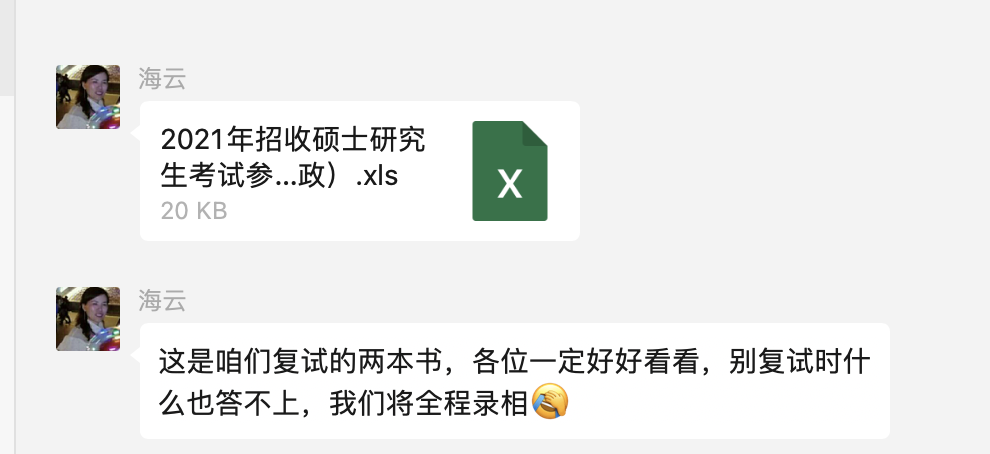 海云
2021年招收硕士研究
生考试参...政）.xls
20 KB
X
海云
这是咱们复试的两本书，各位一定好好看看，别复试时什
么也答不上，我们将全程录相🤦